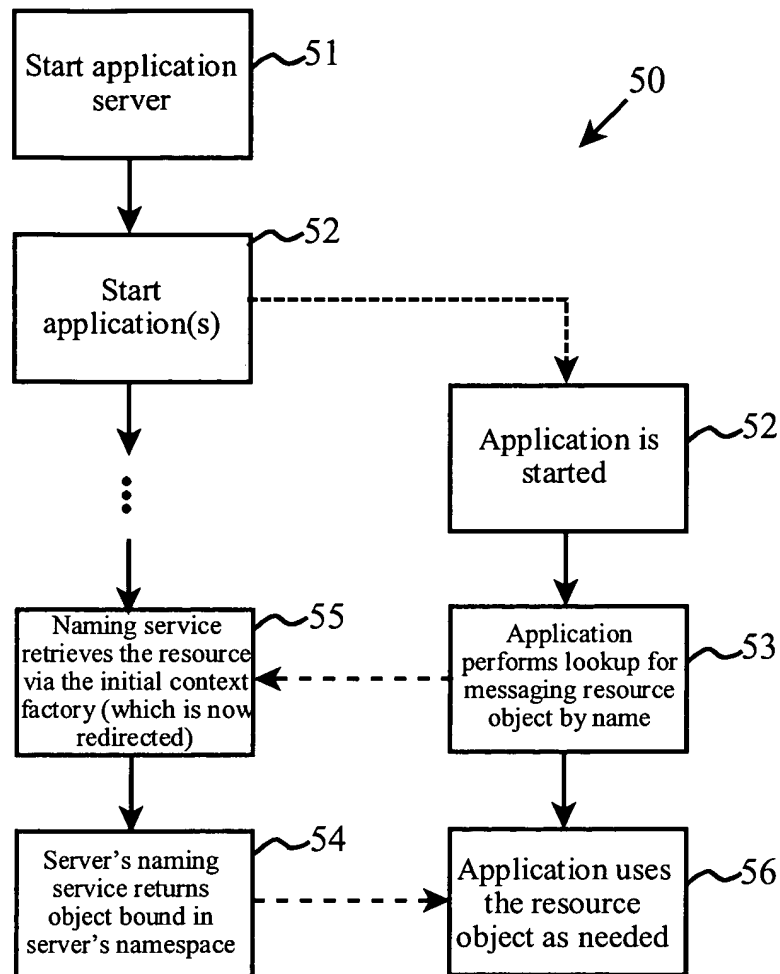 Start application
server
51
50
Start
application(s)
52
Application is
started
52
Naming service
retrieves the resource
via the initial context
factory (which is now
redirected)
55
Application
performs lookup for
messaging resource
object by name
53
Server's naming
service returns
object bound in
server's namespace
54
Application uses
the resource
object as needed
56